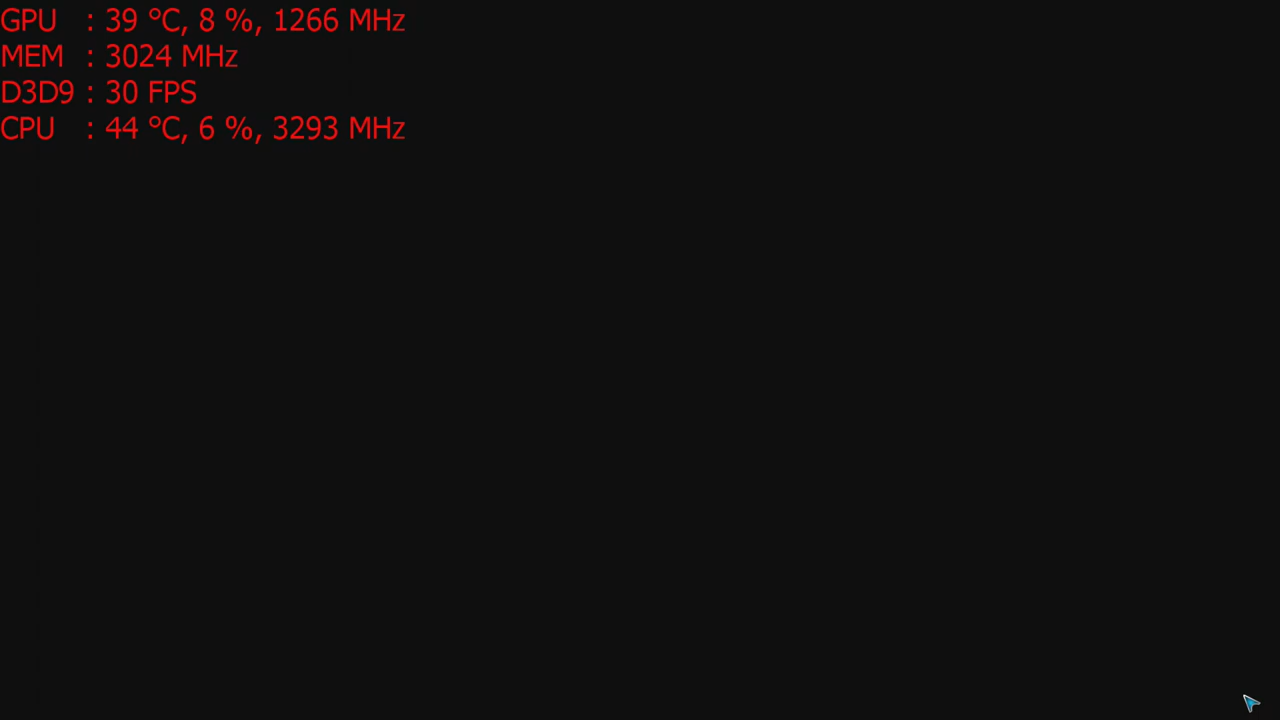 GPU : 39 °C, 8 %, 1266 MHz
MEM : 3024 MHz
D3D9 : 30 FPS
CPU : 44 °C, 6 %, 3293 MHz